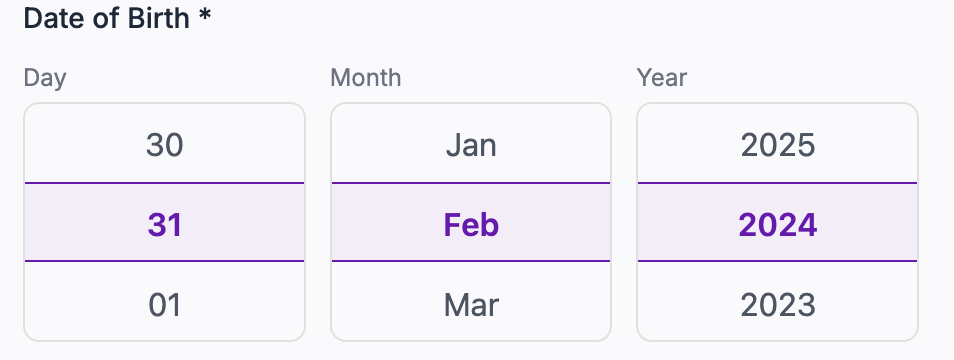 Date of Birth *
Day Month Year
30 Jan 2025
31 Feb 2024
01 Mar 2023